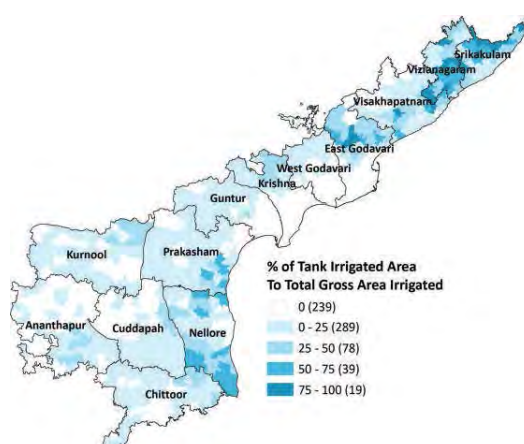 Srikakulam
Vizianagaram
Visakhapatnam
East Godavari
West Godavari
Krishna
Guntur
Kurnool
Prakasham
Ananthapur
Cuddapah
Nellore
Chittoor
% of Tank Irrigated Area
To Total Gross Area Irrigated
0 (239)
0 - 25 (289)
25 - 50 (78)
50 - 75 (39)
75 - 100 (19)